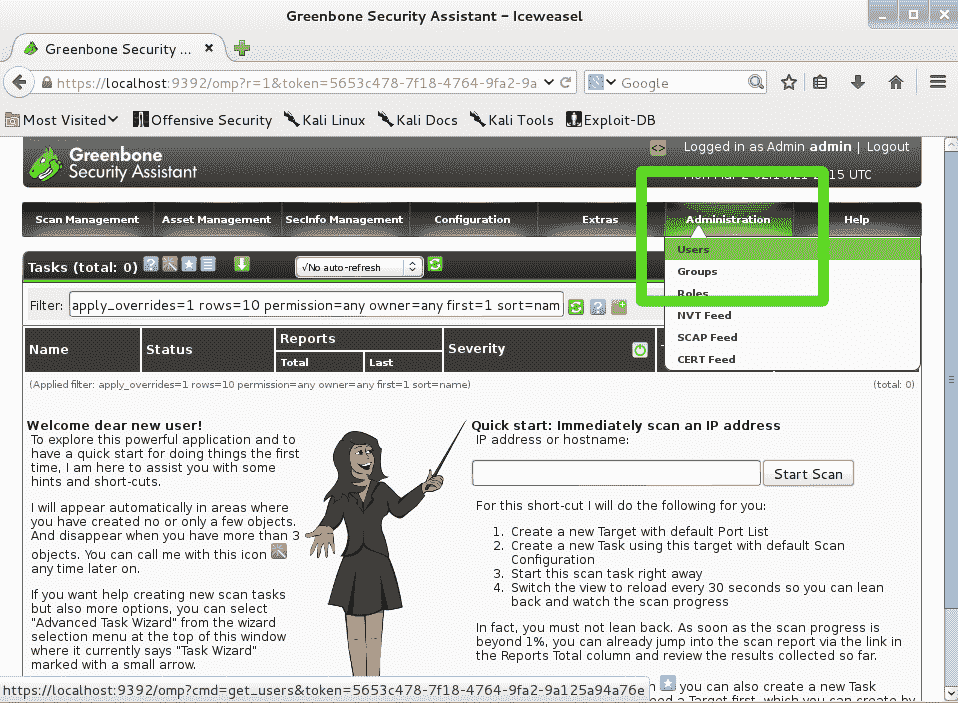 Greenbone Security Assistant - Iceweasel
Greenbone Security ...
https://localhost:9392/omp?r=1&token=5653c478-7f18-4764-9fa2-9a
Google
Most Visited
Offensive Security
Kali Linux
Kali Docs
Kali Tools
Exploit-DB
Greenbone
Security Assistant
Logged in as Admin admin | Logout
15 UTC
Scan Management
Asset Management
SecInfo Management
Configuration
Extras
Administration
Help
Users
Groups
Roles
NVT Feed
SCAP Feed
CERT Feed
Tasks (total: 0)
√No auto-refresh
Filter:
apply_overrides=1 rows=10 permission=any owner=any first=1 sort=nam
Name
Status
Reports
Total
Last
Severity
(Applied filter: apply_overrides=1 rows=10 permission=any owner=any first=1 sort=name)
(total: 0)
Welcome dear new user!
To explore this powerful application and to
have a quick start for doing things the first
time, I am here to assist you with some
hints and short-cuts.
I will appear automatically in areas where
you have created no or only a few objects.
And disappear when you have more than 3
objects. You can call me with this icon
any time later on.
If you want help creating new scan tasks
but also more options, you can select
"Advanced Task Wizard" from the wizard
selection menu at the top of this window
where it currently says "Task Wizard"
marked with a small arrow.
Quick start: Immediately scan an IP address
IP address or hostname:
Start Scan
For this short-cut I will do the following for you:
1. Create a new Target with default Port List
2. Create a new Task using this target with default Scan
Configuration
3. Start this scan task right away
4. Switch the view to reload every 30 seconds so you can lean
back and watch the scan progress
In fact, you must not lean back. As soon as the scan progress is
beyond 1%, you can already jump into the scan report via the link in
the Reports Total column and review the results collected so far.
you can also create a new Task
a Target first, which you can create by
https://localhost:9392/omp?cmd=get_users&token=5653c478-7f18-4764-9fa2-9a125a94a76e